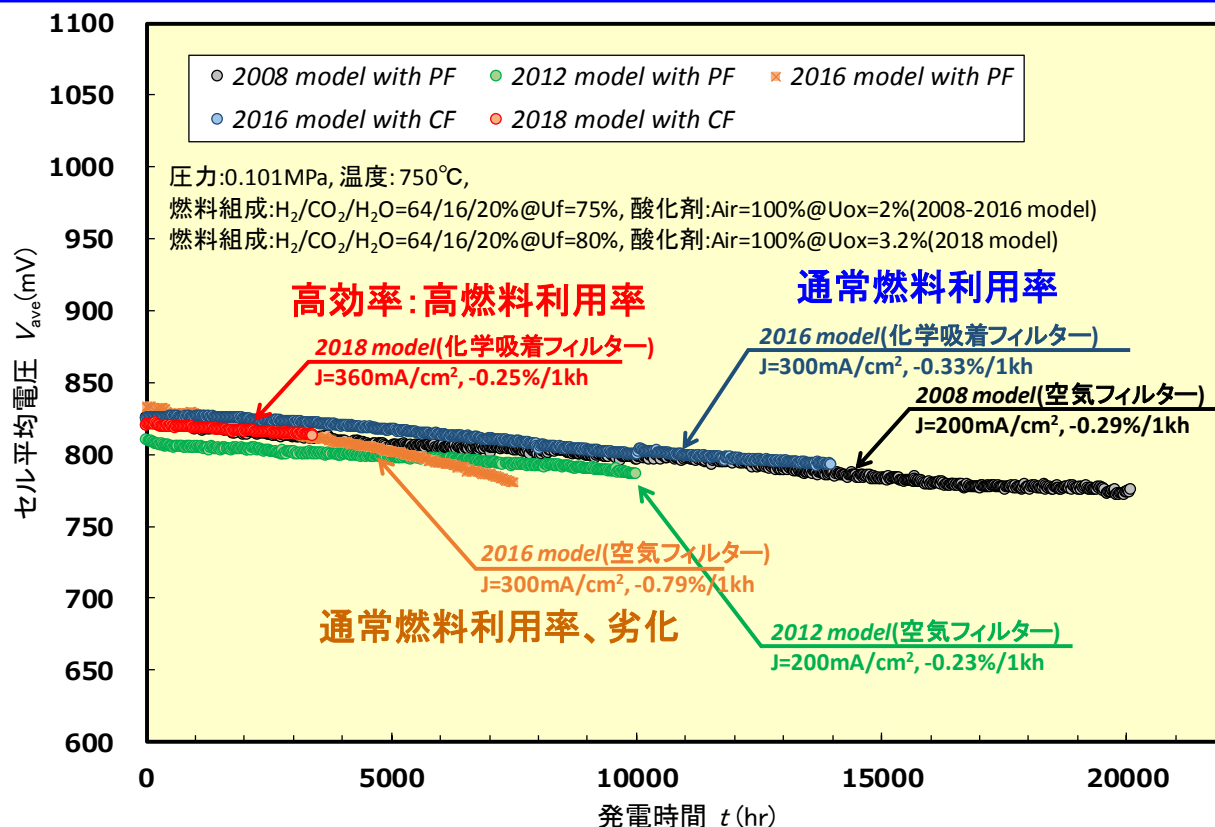 1100
1050
1000
950
900
850
800
750
700
650
600
セル平均電圧 Vave(mV)
2008 model with PF
2012 model with PF
2016 model with PF
2016 model with CF
2018 model with CF
圧力:0.101MPa, 温度: 750℃,
燃料組成:H2/CO2/H2O=64/16/20%@Uf=75%, 酸化剤:Air=100%@Uox=2%(2008-2016 model)
燃料組成:H2/CO2/H2O=64/16/20%@Uf=80%, 酸化剤:Air=100%@Uox=3.2%(2018 model)
高効率:高燃料利用率
通常燃料利用率
2018 model(化学吸着フィルター)
J=360mA/cm², -0.25%/1kh
2016 model(化学吸着フィルター)
J=300mA/cm², -0.33%/1kh
2008 model(空気フィルター)
J=200mA/cm², -0.29%/1kh
2016 model(空気フィルター)
J=300mA/cm², -0.79%/1kh
通常燃料利用率、劣化
2012 model(空気フィルター)
J=200mA/cm², -0.23%/1kh
0
5000
10000
15000
20000
発電時間 t (hr)